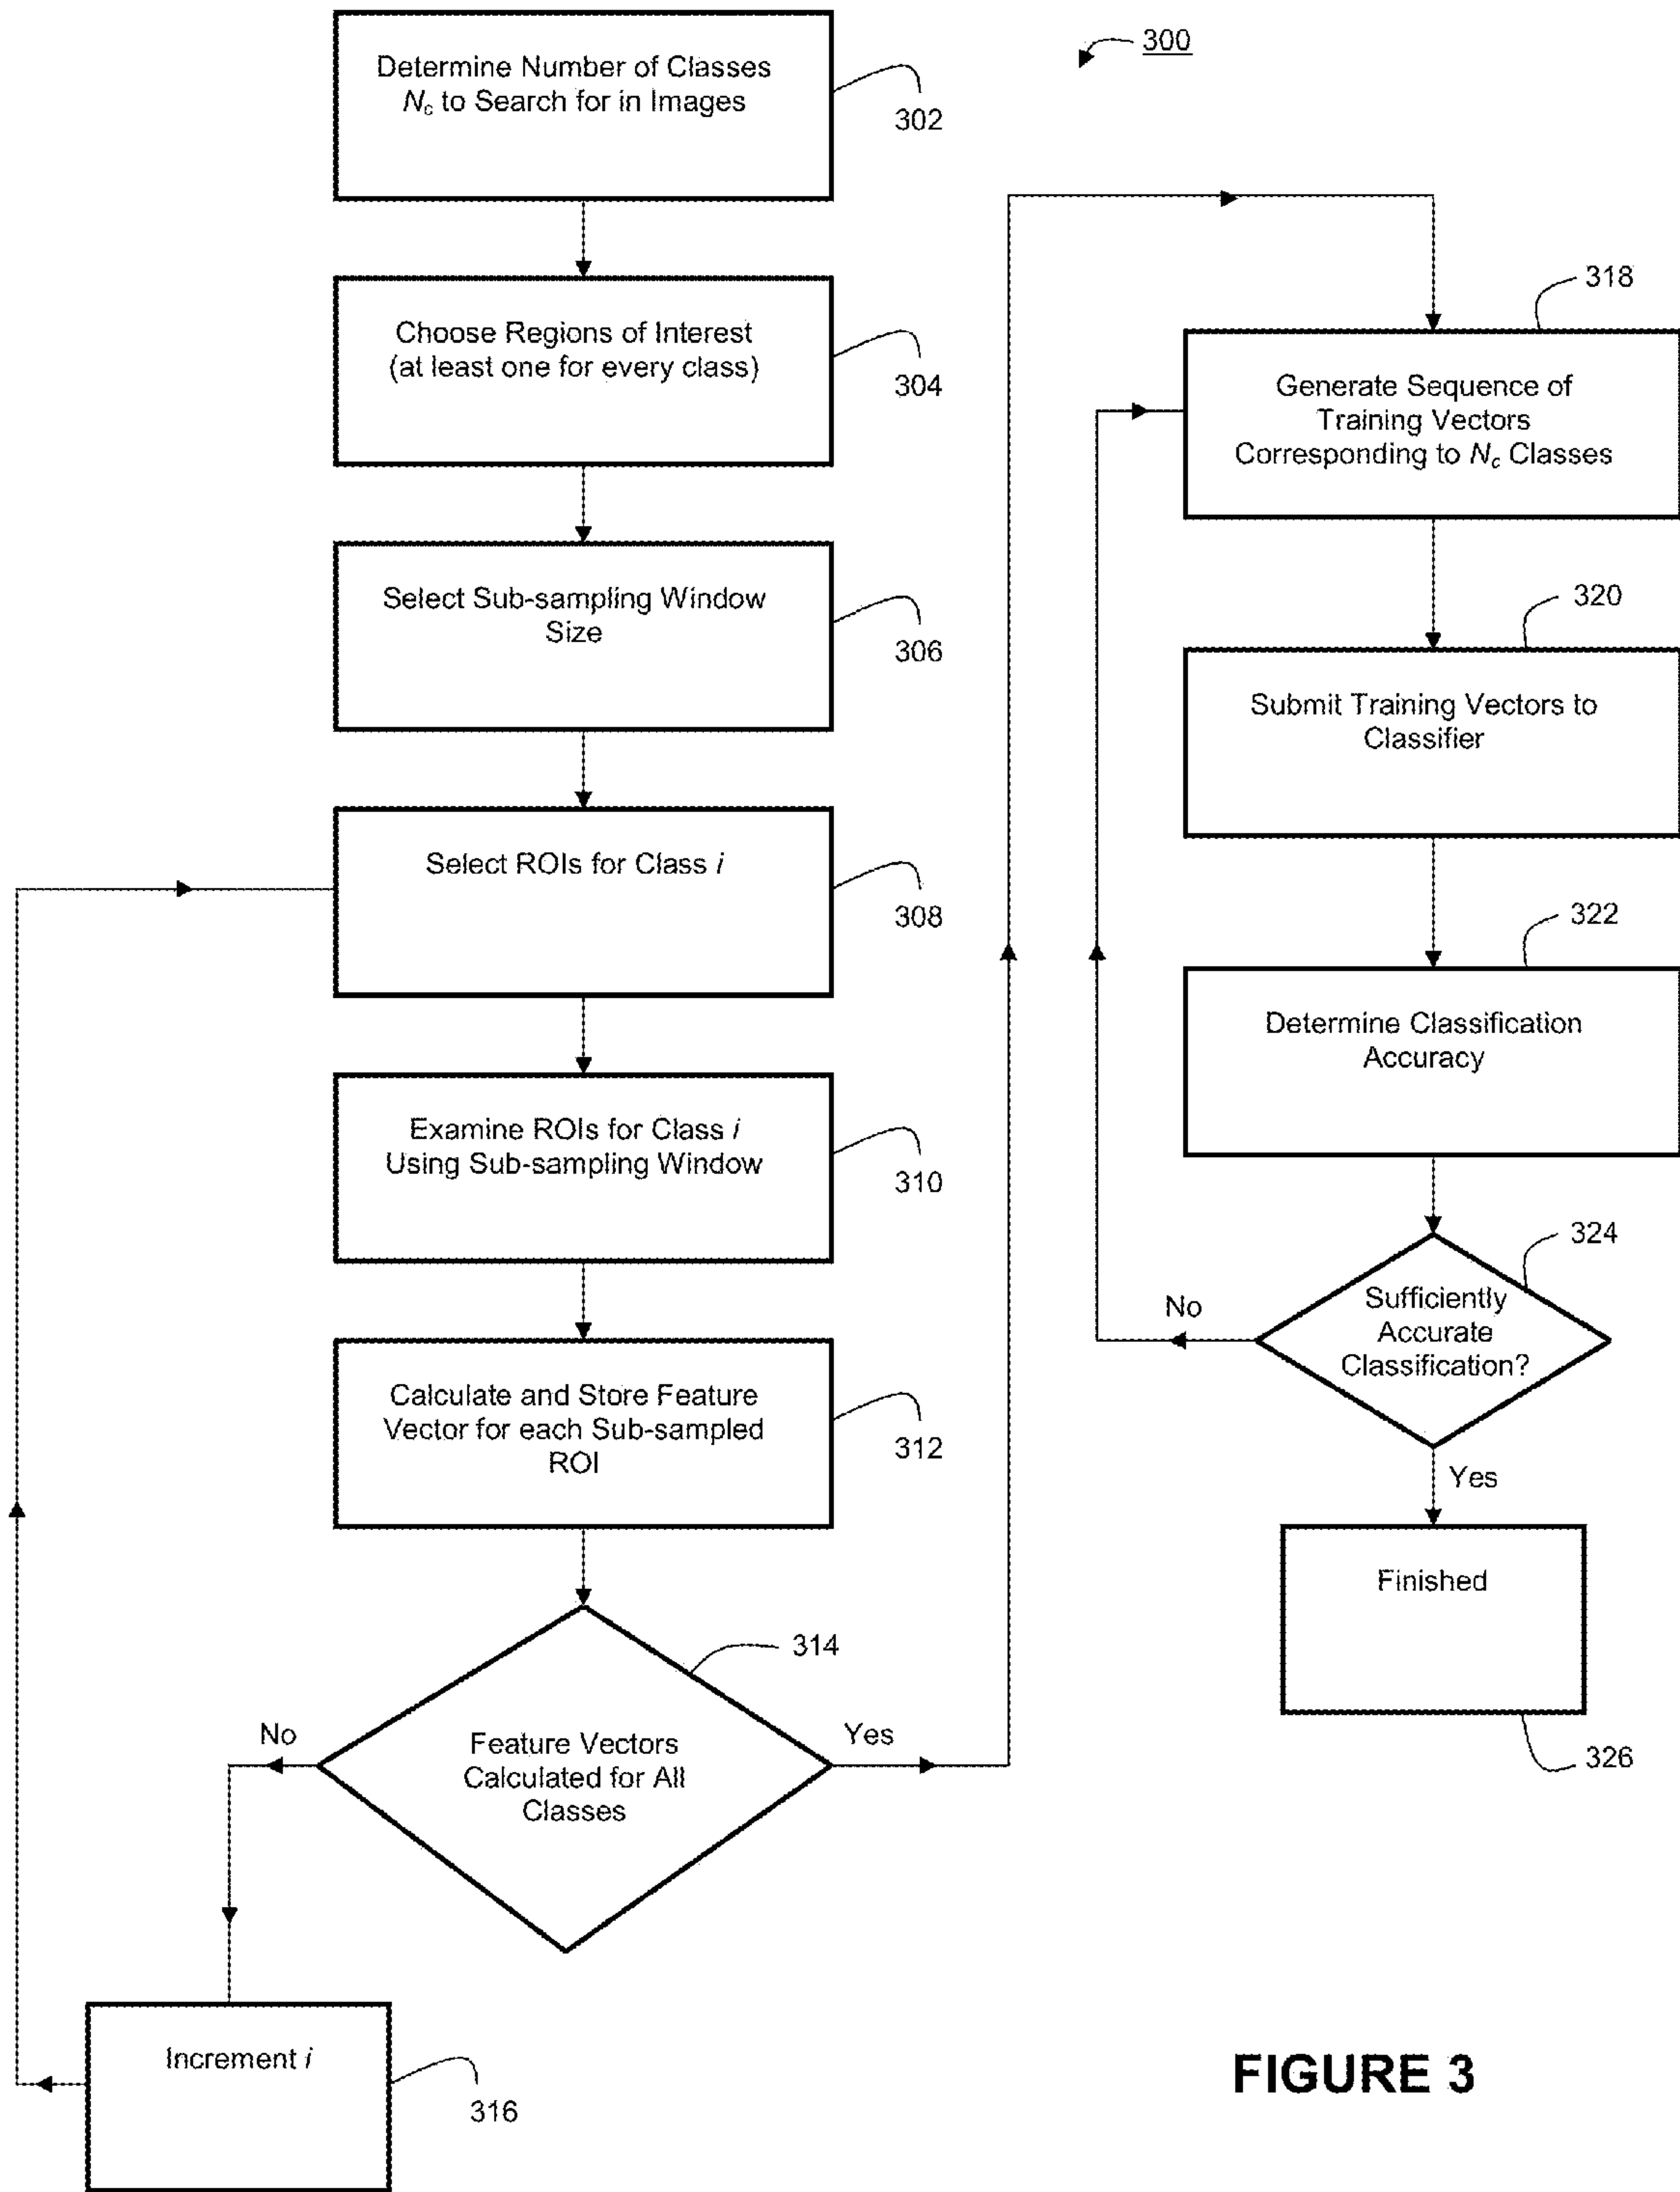 300
Determine Number of Classes
Nc to Search for in Images
302
Choose Regions of Interest
(at least one for every class)
304
Select Sub-sampling Window
Size
306
Select ROIs for Class i
308
Examine ROIs for Class i
Using Sub-sampling Window
310
Calculate and Store Feature
Vector for each Sub-sampled
ROI
312
314
Feature Vectors
Calculated for All
Classes
No
Yes
Increment i
316
318
Generate Sequence of
Training Vectors
Corresponding to Nc Classes
320
Submit Training Vectors to
Classifier
322
Determine Classification
Accuracy
324
Sufficiently
Accurate
Classification?
No
Yes
Finished
326
FIGURE 3